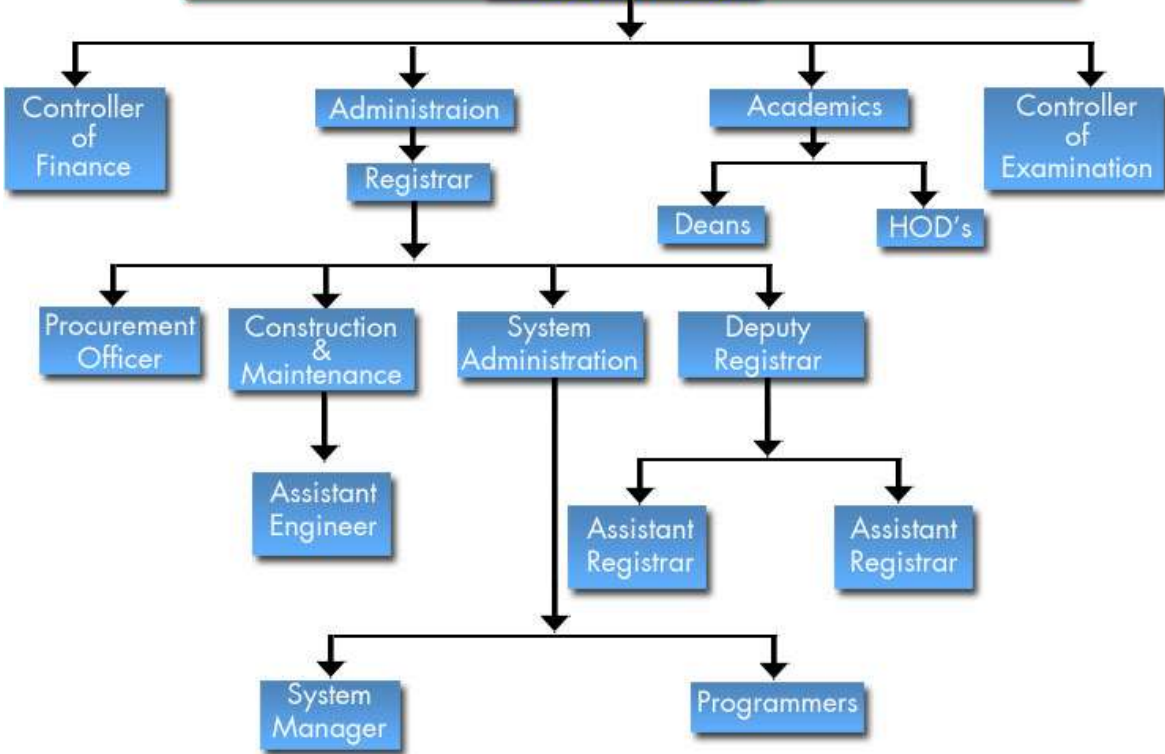 Controller
of
Finance
Administraion
Academics
Controller
of
Examination
Registrar
Deans
HOD's
Procurement
Officer
Construction
&
Maintenance
System
Administration
Deputy
Registrar
Assistant
Engineer
Assistant
Registrar
Assistant
Registrar
System
Manager
Programmers